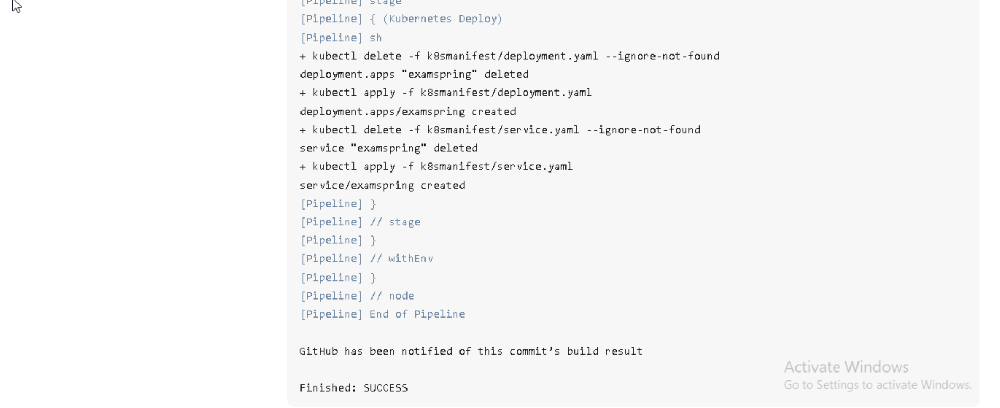 [Pipeline] stage
[Pipeline] { (Kubernetes Deploy)
[Pipeline] sh
+ kubectl delete -f k8smanifest/deployment.yaml --ignore-not-found
deployment.apps "examspring" deleted
+ kubectl apply -f k8smanifest/deployment.yaml
deployment.apps/examspring created
+ kubectl delete -f k8smanifest/service.yaml --ignore-not-found
service "examspring" deleted
+ kubectl apply -f k8smanifest/service.yaml
service/examspring created
[Pipeline] }
[Pipeline] // stage
[Pipeline] }
[Pipeline] // withEnv
[Pipeline] }
[Pipeline] // node
[Pipeline] End of Pipeline
GitHub has been notified of this commit’s build result
Finished: SUCCESS
Activate Windows
Go to Settings to activate Windows.